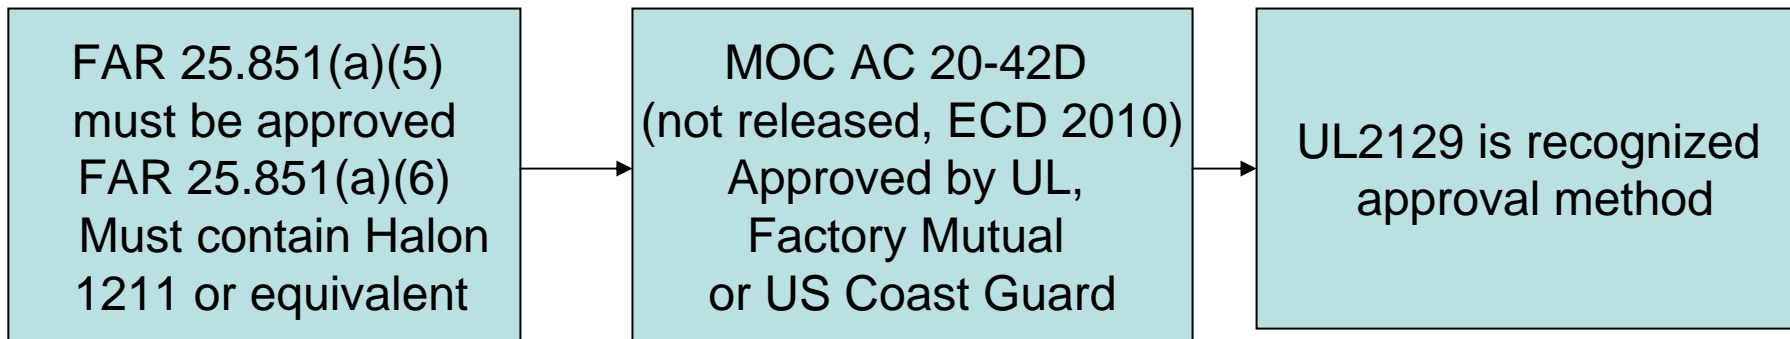 FAR 25.851(a)(5)
must be approved
FAR 25.851(a)(6)
Must contain Halon
1211 or equivalent
MOC AC 20-42D
(not released, ECD 2010)
Approved by UL,
Factory Mutual
or US Coast Guard
UL2129 is recognized
approval method